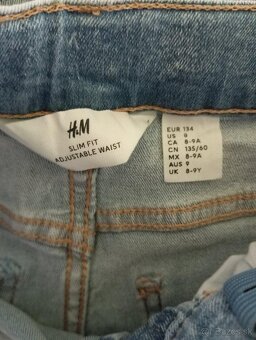 H&M
SLIM FIT
ADJUSTABLE WAIST
EUR 134
US 8
CA 8-9A
CN 135/60
MX 8-9A
AUS 9
UK 8-9Y